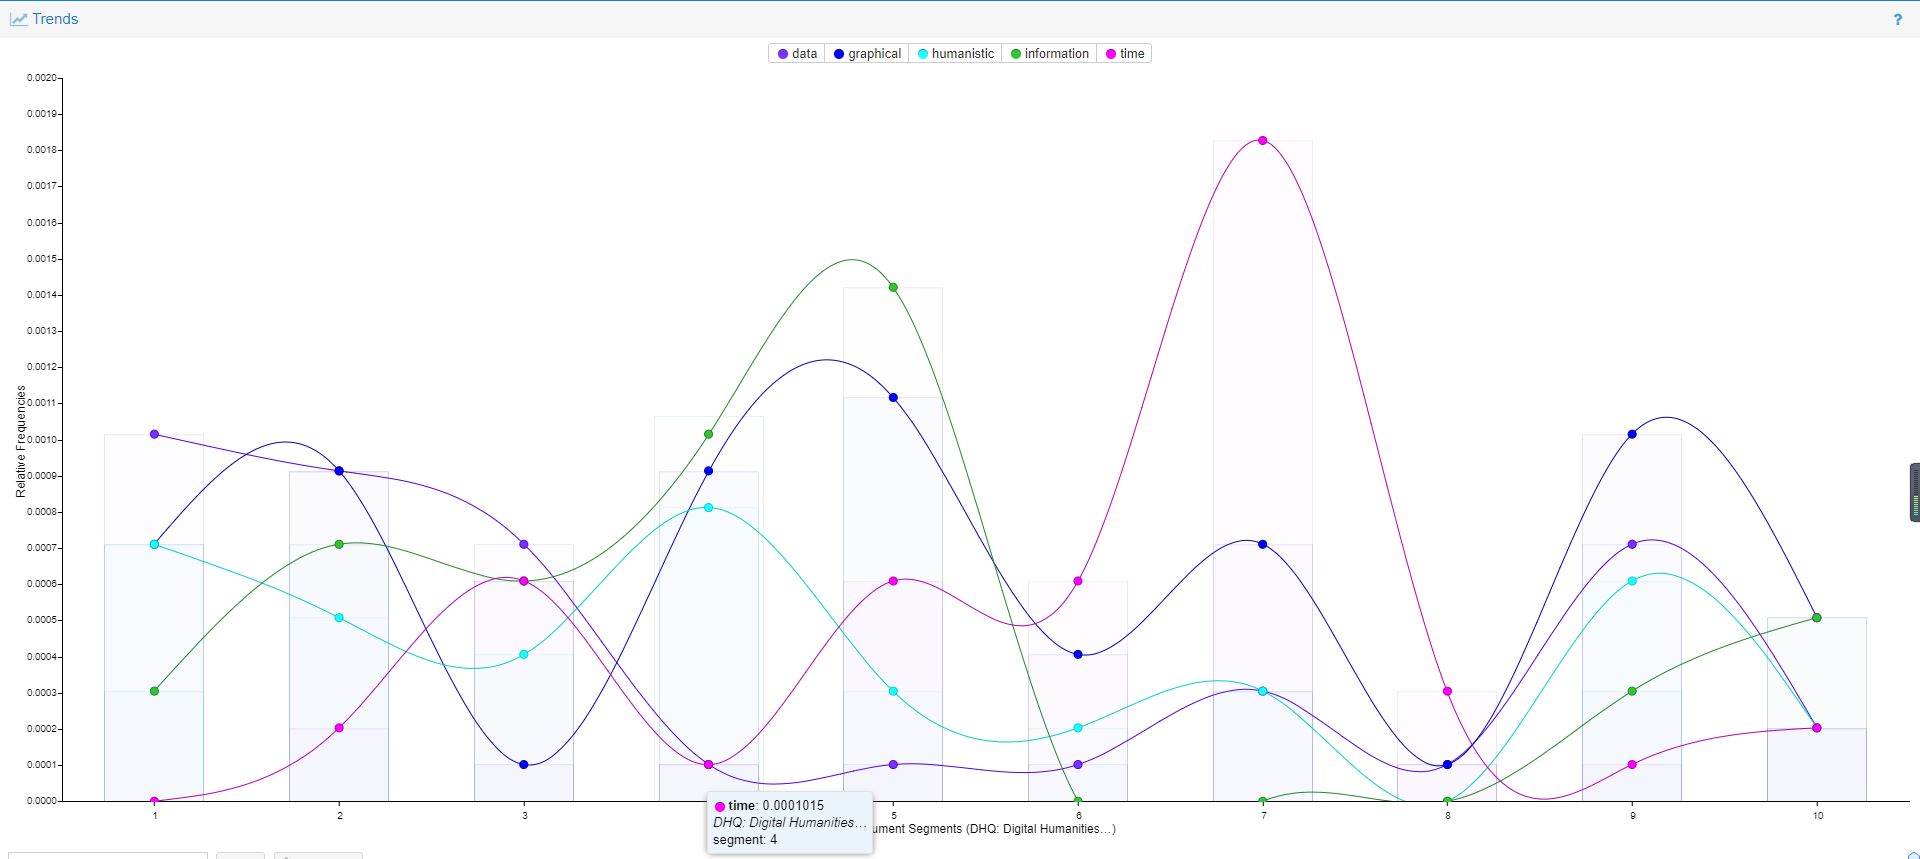 Trends
?
data graphical humanistic information time
0.0020
0.0019
0.0018
0.0017
0.0016
0.0015
0.0014
0.0013
0.0012
0.0011
0.0010
0.0009
0.0008
0.0007
0.0006
0.0005
0.0004
0.0003
0.0002
0.0001
0.0000
Relative Frequencies
1 2 3 5 6 7 8 9 10
ument Segments (DHQ: Digital Humanities...)
time: 0.0001015
DHQ: Digital Humanities...
segment: 4